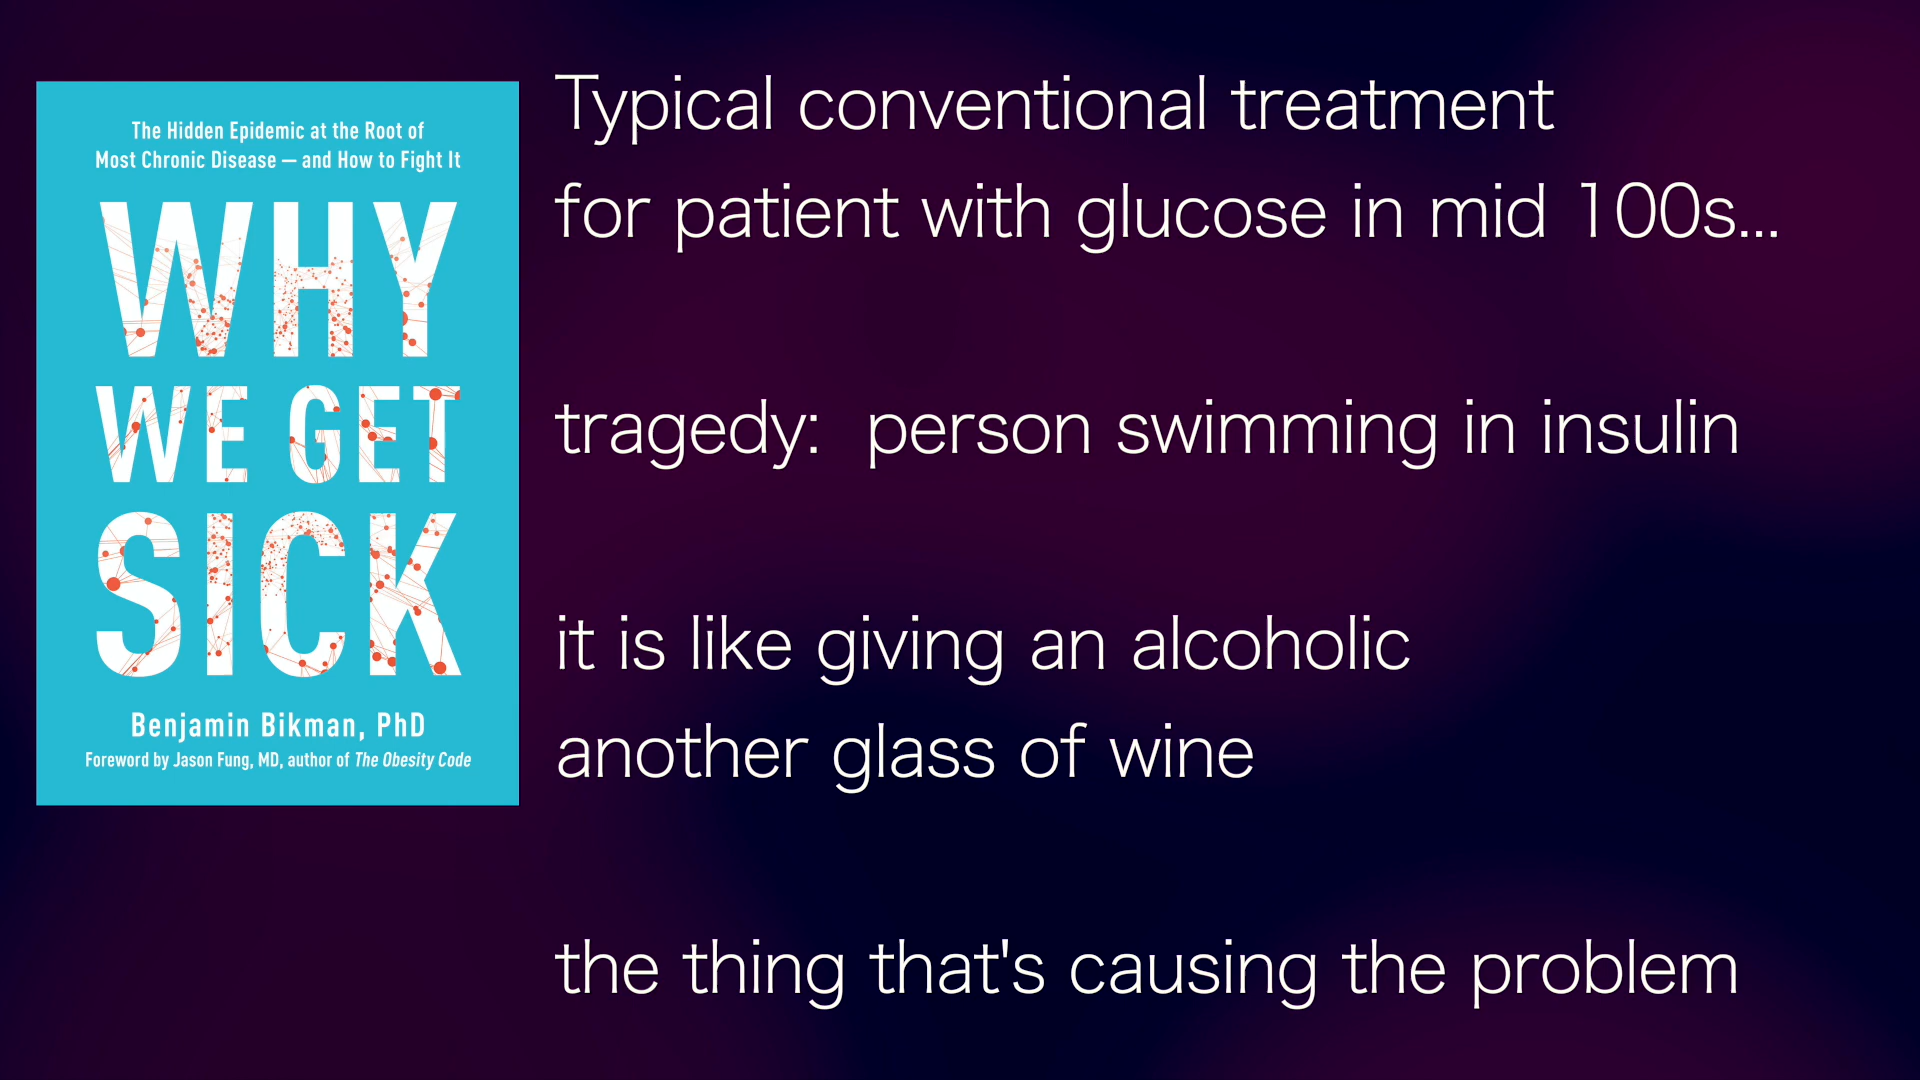 The Hidden Epidemic at the Root of
Most Chronic Disease — and How to Fight It
WHY
WE GET
SICK
Benjamin Bikman, PhD
Foreword by Jason Fung, MD, author of The Obesity Code
Typical conventional treatment
for patient with glucose in mid 100s...
tragedy:  person swimming in insulin
it is like giving an alcoholic
another glass of wine
the thing that's causing the problem